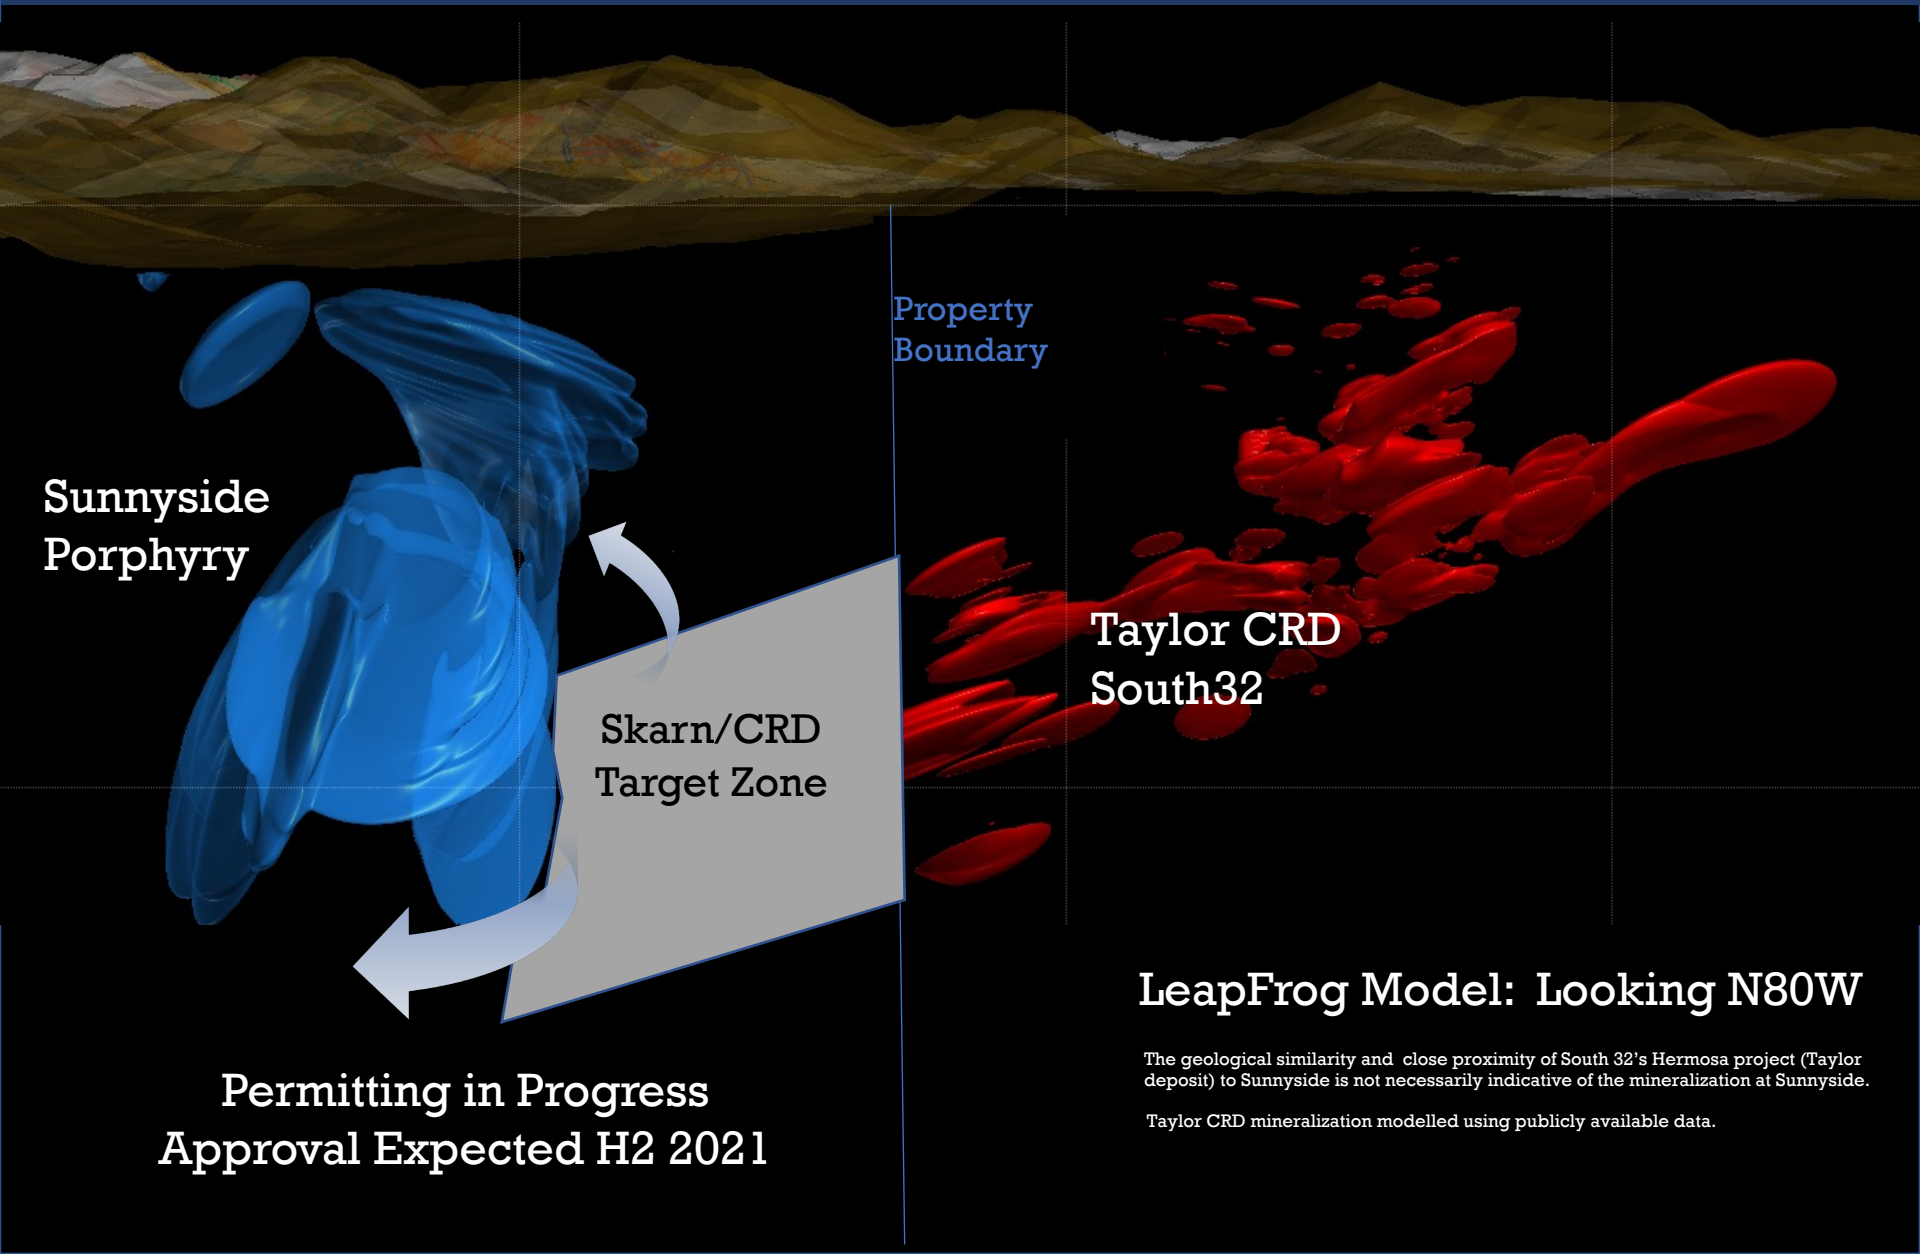 Property
Boundary
Sunnyside
Porphyry
Taylor CRD
South32
Skarn/CRD
Target Zone
LeapFrog Model:  Looking N80W
The geological similarity and  close proximity of South 32’s Hermosa project (Taylor
deposit) to Sunnyside is not necessarily indicative of the mineralization at Sunnyside.
Taylor CRD mineralization modelled using publicly available data.
Permitting in Progress
Approval Expected H2 2021